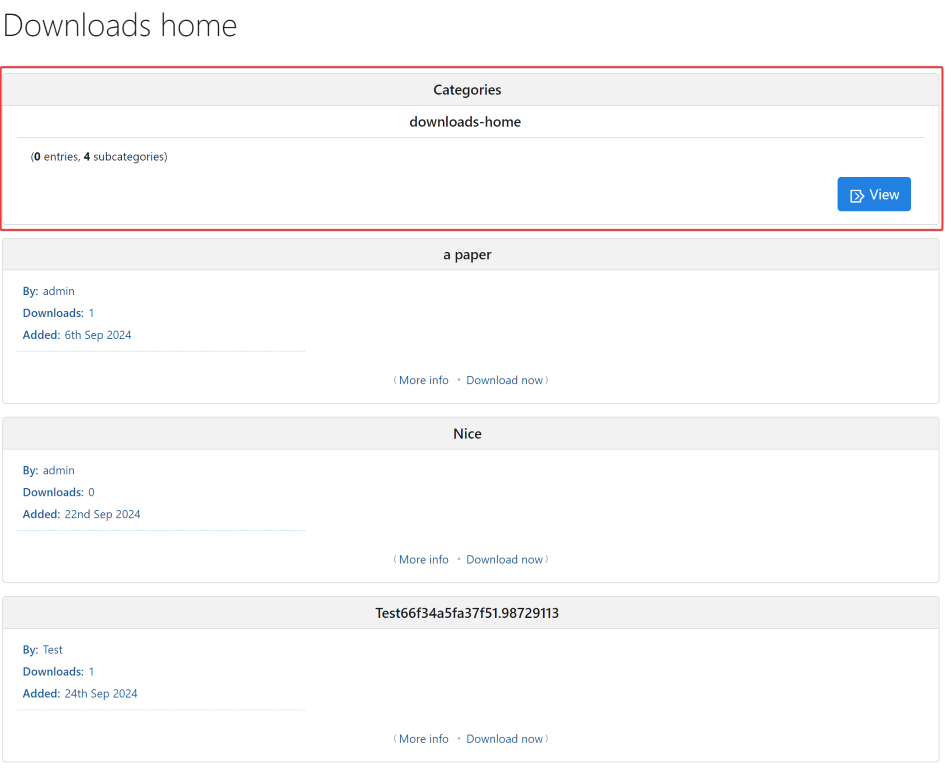 Downloads home
Categories
downloads-home
(0 entries, 4 subcategories)
View
a paper
By: admin
Downloads: 1
Added: 6th Sep 2024
( More info • Download now )
Nice
By: admin
Downloads: 0
Added: 22nd Sep 2024
( More info • Download now )
Test66f34a5fa37f51.98729113
By: Test
Downloads: 1
Added: 24th Sep 2024
( More info • Download now )